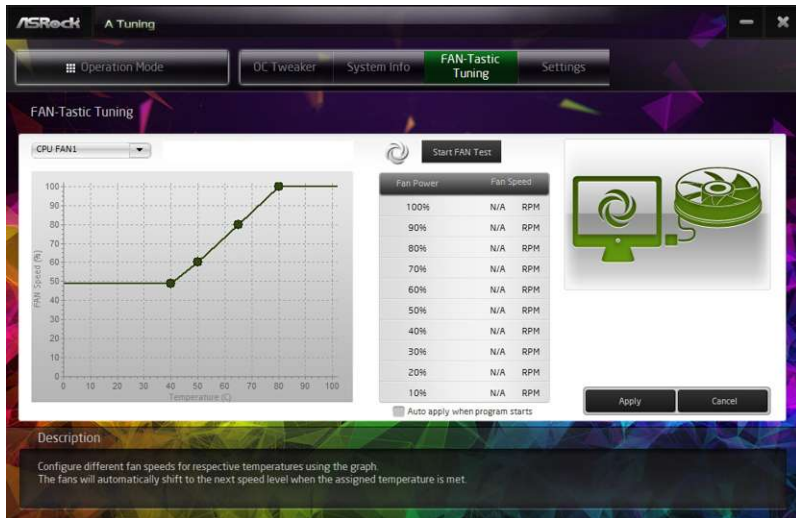 ASRock A Tuning
Operation Mode
OC Tweaker
System Info
FAN-Tastic
Tuning
Settings
FAN-Tastic Tuning
CPU FAN1
Start FAN Test
100
90
80
70
60
50
40
30
20
10
0
FAN Speed (%)
0 10 20 30 40 50 60 70 80 90 100
Temperature (C)
Fan Power Fan Speed
100% N/A RPM
90% N/A RPM
80% N/A RPM
70% N/A RPM
60% N/A RPM
50% N/A RPM
40% N/A RPM
30% N/A RPM
20% N/A RPM
10% N/A RPM
Auto apply when program starts
Apply
Cancel
Description
Configure different fan speeds for respective temperatures using the graph.
The fans will automatically shift to the next speed level when the assigned temperature is met.